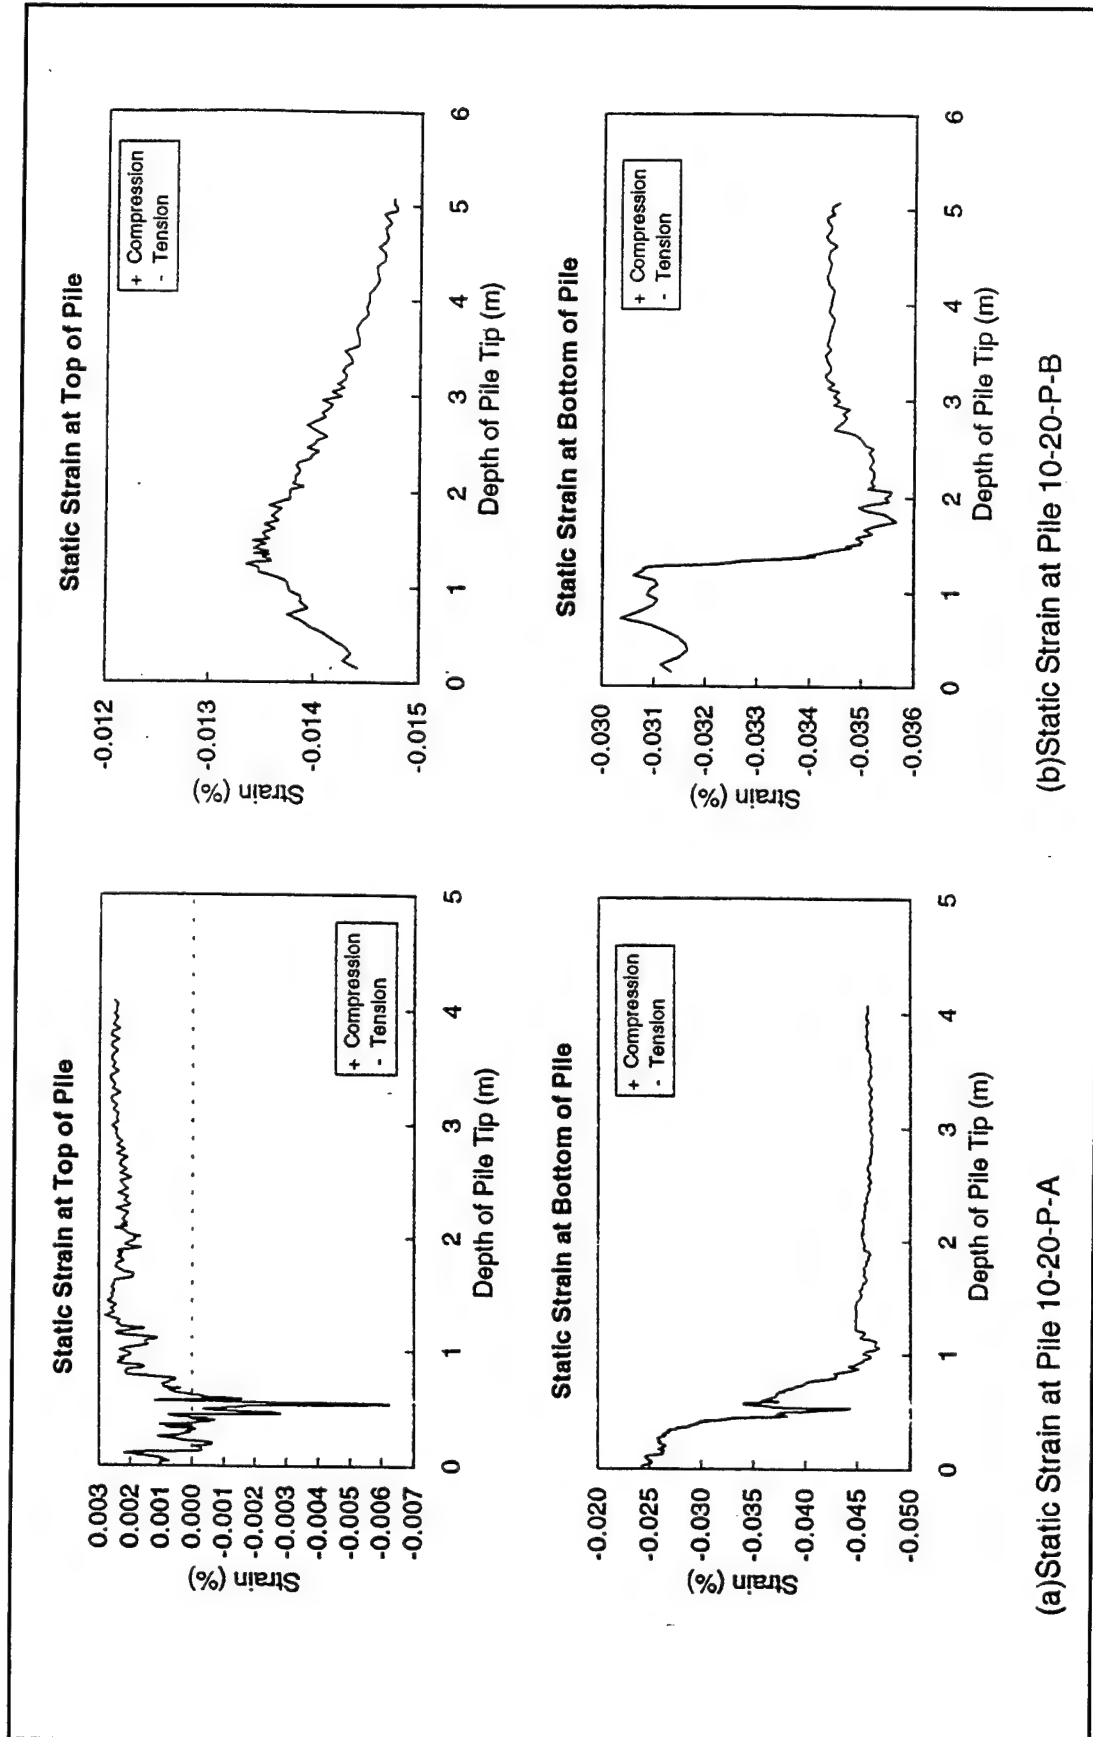 Static Strain at Top of Pile
0.003
0.002
0.001
0.000
-0.001
-0.002
-0.003
-0.004
-0.005
-0.006
-0.007
Strain (%)
+ Compression
- Tension
0 1 2 3 4 5
Depth of Pile Tip (m)
Static Strain at Bottom of Pile
-0.020
-0.025
-0.030
-0.035
-0.040
-0.045
-0.050
Strain (%)
+ Compression
- Tension
0 1 2 3 4 5
Depth of Pile Tip (m)
(a)Static Strain at Pile 10-20-P-A
Static Strain at Top of Pile
-0.012
-0.013
-0.014
-0.015
Strain (%)
+ Compression
- Tension
0 1 2 3 4 5 6
Depth of Pile Tip (m)
Static Strain at Bottom of Pile
-0.030
-0.031
-0.032
-0.033
-0.034
-0.035
-0.036
Strain (%)
+ Compression
- Tension
0 1 2 3 4 5 6
Depth of Pile Tip (m)
(b)Static Strain at Pile 10-20-P-B